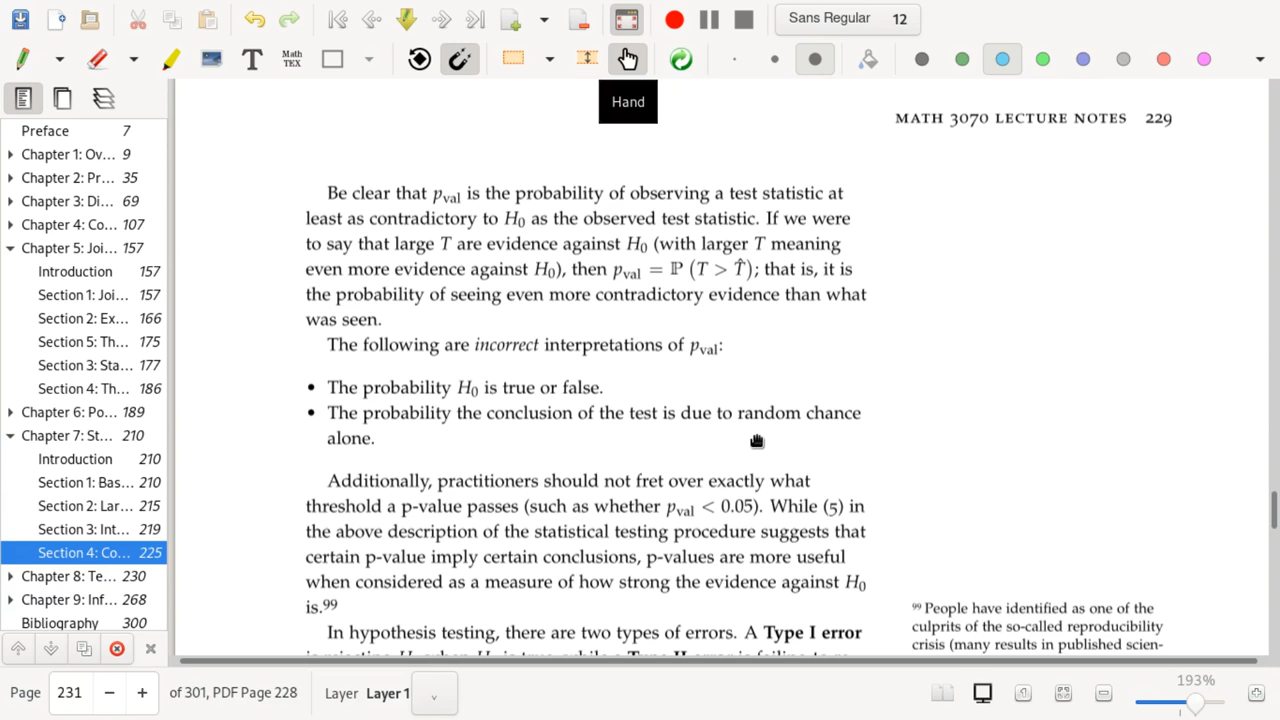 Sans Regular 12
T Math TEX
Hand
Preface 7
Chapter 1: Ov... 9
Chapter 2: Pr... 35
Chapter 3: Di... 69
Chapter 4: Co... 107
Chapter 5: Joi... 157
Introduction 157
Section 1: Joi... 157
Section 2: Ex... 166
Section 5: Th... 175
Section 3: Sta... 177
Section 4: Th... 186
Chapter 6: Po... 189
Chapter 7: St... 210
Introduction 210
Section 1: Bas... 210
Section 2: Lar... 215
Section 3: Int... 219
Section 4: Co... 225
Chapter 8: Te... 230
Chapter 9: Inf... 268
Bibliography 300
MATH 3070 LECTURE NOTES 229
Be clear that p_val is the probability of observing a test statistic at
least as contradictory to H₀ as the observed test statistic. If we were
to say that large T are evidence against H₀ (with larger T meaning
even more evidence against H₀), then p_val = ℙ (T > T̂); that is, it is
the probability of seeing even more contradictory evidence than what
was seen.
The following are incorrect interpretations of p_val:
• The probability H₀ is true or false.
• The probability the conclusion of the test is due to random chance
alone.
Additionally, practitioners should not fret over exactly what
threshold a p-value passes (such as whether p_val < 0.05). While (5) in
the above description of the statistical testing procedure suggests that
certain p-value imply certain conclusions, p-values are more useful
when considered as a measure of how strong the evidence against H₀
is.⁹⁹
In hypothesis testing, there are two types of errors. A Type I error
⁹⁹ People have identified as one of the
culprits of the so-called reproducibility
crisis (many results in published scien-
Page 231 of 301, PDF Page 228 Layer Layer 1 193%